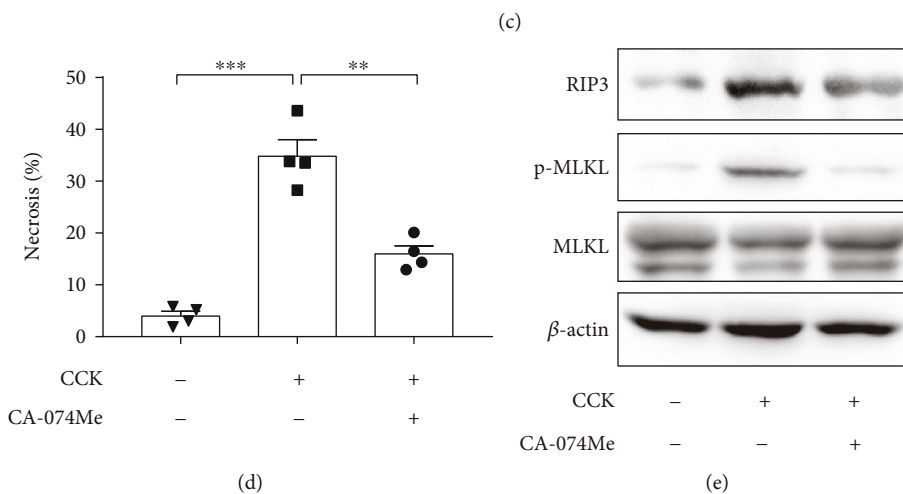 (c)
*** **
50
40
30
20
10
0
Necrosis (%)
CCK – + +
CA-074Me – – +
(d)
RIP3
p-MLKL
MLKL
β-actin
CCK – + +
CA-074Me – – +
(e)